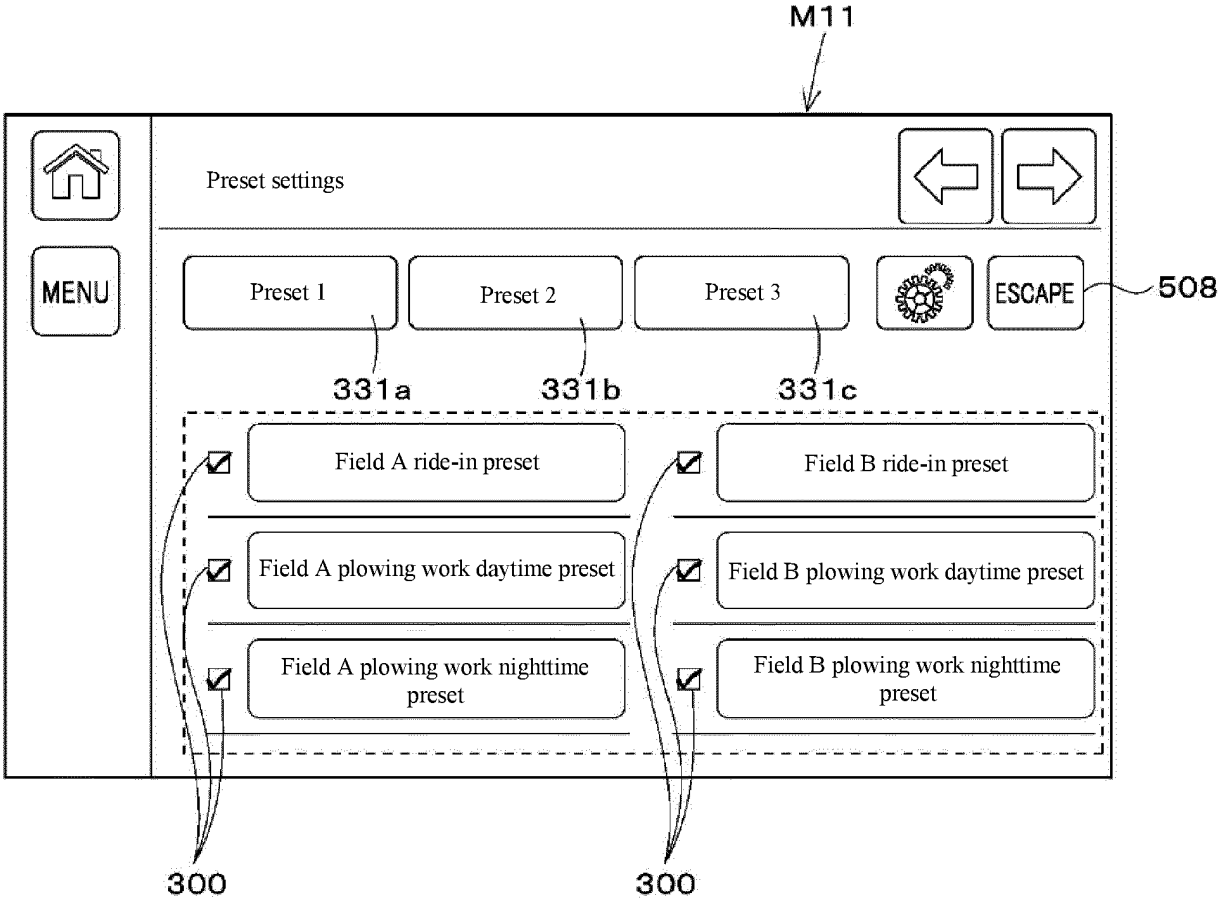 M11
Preset settings
MENU
Preset 1
Preset 2
Preset 3
ESCAPE
508
331a
331b
331c
Field A ride-in preset
Field B ride-in preset
Field A plowing work daytime preset
Field B plowing work daytime preset
Field A plowing work nighttime
preset
Field B plowing work nighttime
preset
300
300